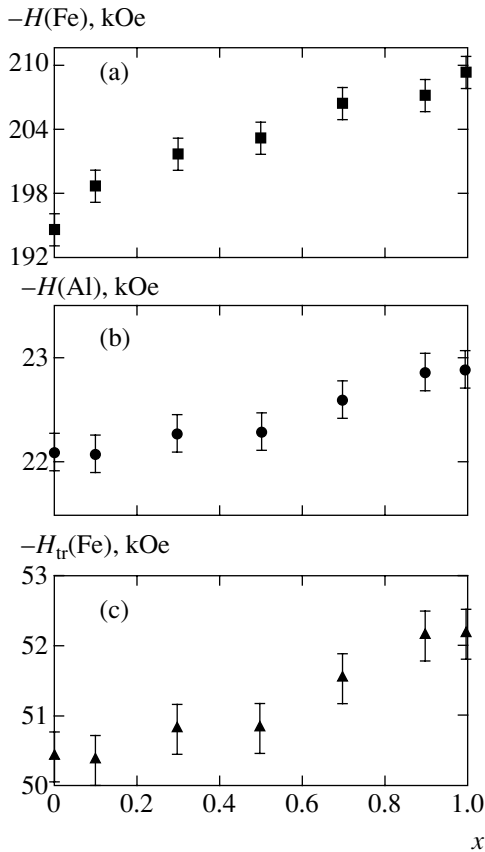 –H(Fe), kOe
210
(a)
204
198
192
–H(Al), kOe
(b)
23
22
–Htr(Fe), kOe
53
(c)
52
51
50
0 0.2 0.4 0.6 0.8 1.0
x